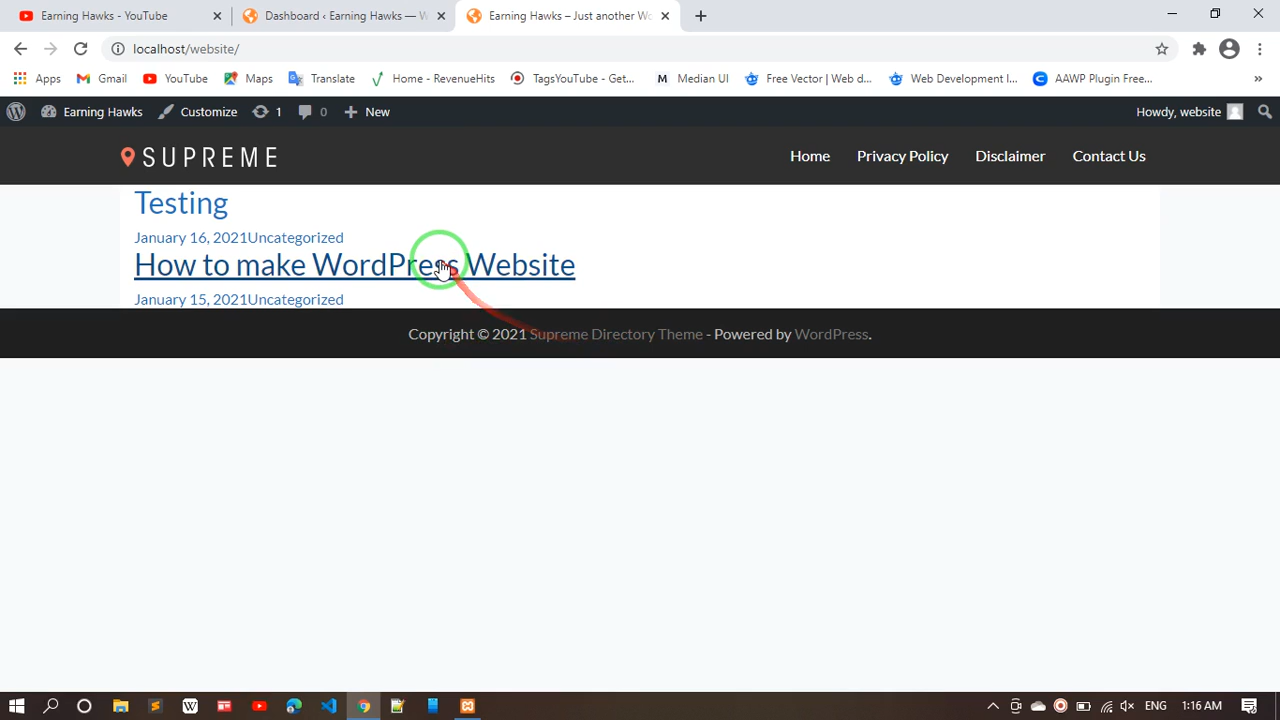 Earning Hawks - YouTube
Dashboard ‹ Earning Hawks — W
Earning Hawks – Just another Wo
localhost/website/
Apps
Gmail
YouTube
Maps
Translate
Home - RevenueHits
TagsYouTube - Get...
Median UI
Free Vector | Web d...
Web Development I...
AAWP Plugin Free...
Earning Hawks
Customize
1
0
New
Howdy, website
SUPREME
Home
Privacy Policy
Disclaimer
Contact Us
Testing
January 16, 2021Uncategorized
How to make WordPress Website
January 15, 2021Uncategorized
Copyright © 2021 Supreme Directory Theme - Powered by WordPress.
ENG
1:16 AM